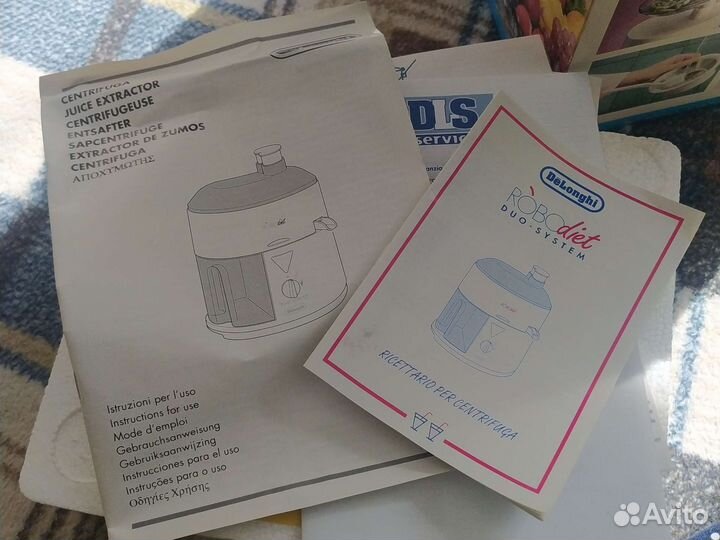 CENTRIFUGA
JUICE EXTRACTOR
CENTRIFUGEUSE
ENTSAFTER
SAPCENTRIFUGE
EXTRACTOR DE ZUMOS
CENTRIFUGA
ΑΠΟΧΥΜΩΤΗΣ
Istruzioni per l'uso
Instructions for use
Mode d'emploi
Gebrauchsanweisung
Gebruiksaanwijzing
Instrucciones para el uso
Instruções para o uso
Οδηγίες Χρήσης
DLS
service
DeLonghi
RÒBOdiet
DUO-SYSTEM
RICETTARIO PER CENTRIFUGA
Avito